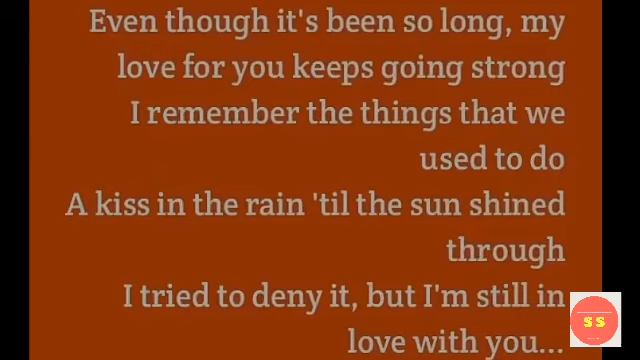 Even though it's been so long, my
love for you keeps going strong
I remember the things that we
used to do
A kiss in the rain 'til the sun shined
through
I tried to deny it, but I'm still in
love with you...
SS